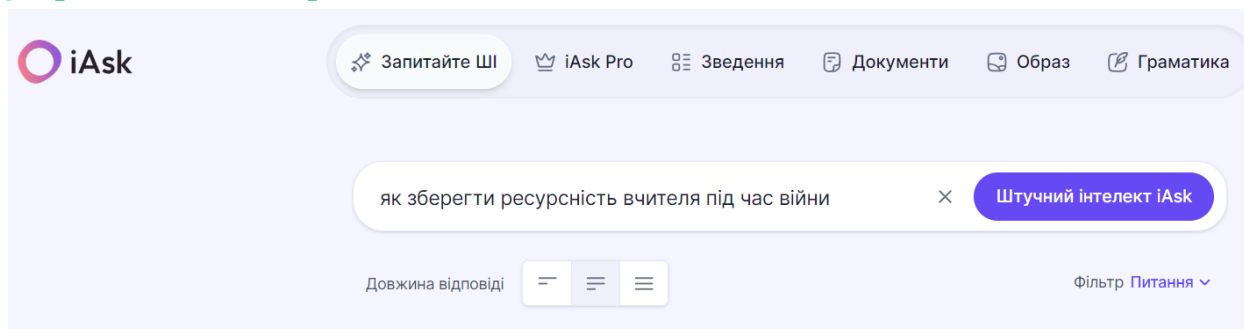 iAsk
Запитайте ШІ iAsk Pro Зведення Документи Образ Граматика
як зберегти ресурсність вчителя під час війни Штучний інтелект iAsk
Довжина відповіді Фільтр Питання